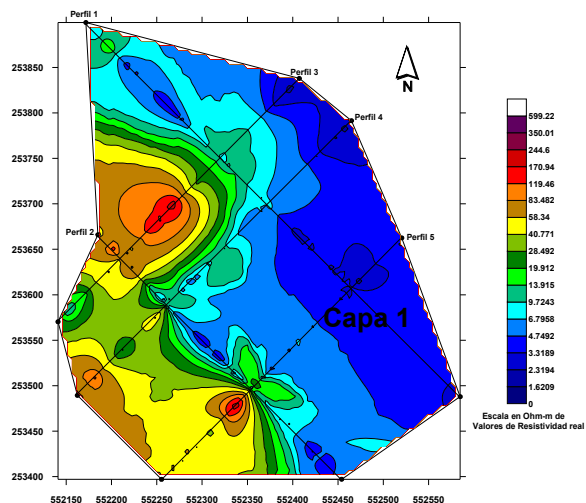 Perfil 1
Perfil 3
Perfil 4
Perfil 2
Perfil 5
N
Capa 1
253850
253800
253750
253700
253650
253600
253550
253500
253450
253400
552150 552200 552250 552300 552350 552400 552450 552500 552550
599.22
350.01
244.6
170.94
119.46
83.482
58.34
40.771
28.492
19.912
13.915
9.7243
6.7958
4.7492
3.3189
2.3194
1.6209
0
Escala en Ohm-m de
Valores de Resistividad real